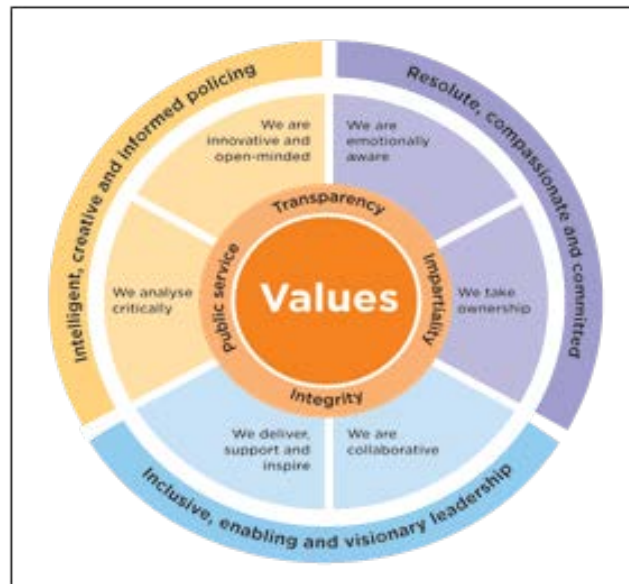 Intelligent, creative and informed policing
Resolute, compassionate and committed
We are
innovative and
open-minded
We are
emotionally
aware
Transparency
We analyse
critically
Public service
Values
Impartiality
We take
ownership
Integrity
We deliver,
support and
inspire
We are
collaborative
Inclusive, enabling and visionary leadership